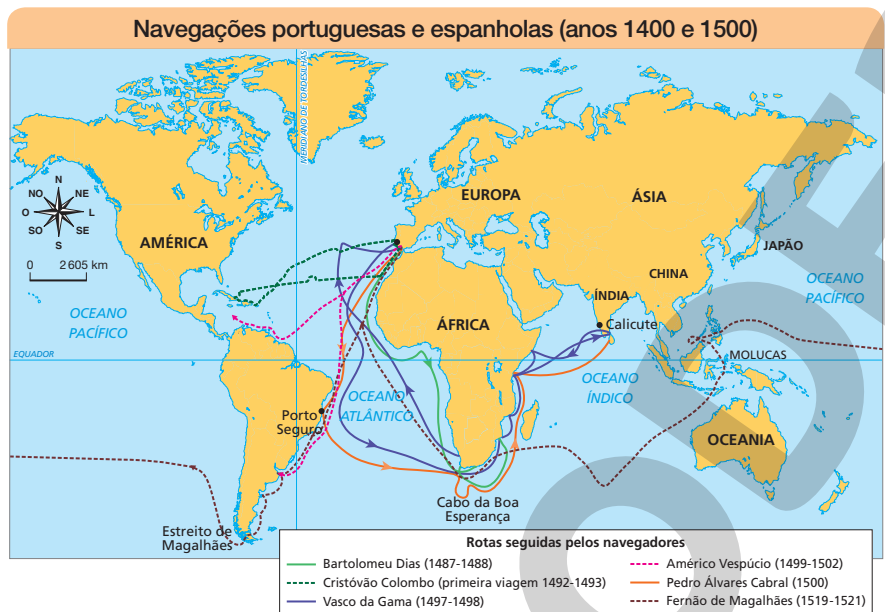 Navegações portuguesas e espanholas (anos 1400 e 1500)
MERIDIANO DE TORDESILHAS
N
NO NE
O L
SO SE
S
0 2 605 km
AMÉRICA
EUROPA
ÁSIA
JAPÃO
CHINA
ÍNDIA
Calicute
OCEANO
PACÍFICO
OCEANO
PACÍFICO
ÁFRICA
EQUADOR
MOLUCAS
OCEANO
ATLÂNTICO
OCEANO
ÍNDICO
Porto
Seguro
OCEANIA
Cabo da Boa
Esperança
Estreito de
Magalhães
Rotas seguidas pelos navegadores
Bartolomeu Dias (1487-1488)
Cristóvão Colombo (primeira viagem 1492-1493)
Vasco da Gama (1497-1498)
Américo Vespúcio (1499-1502)
Pedro Álvares Cabral (1500)
Fernão de Magalhães (1519-1521)